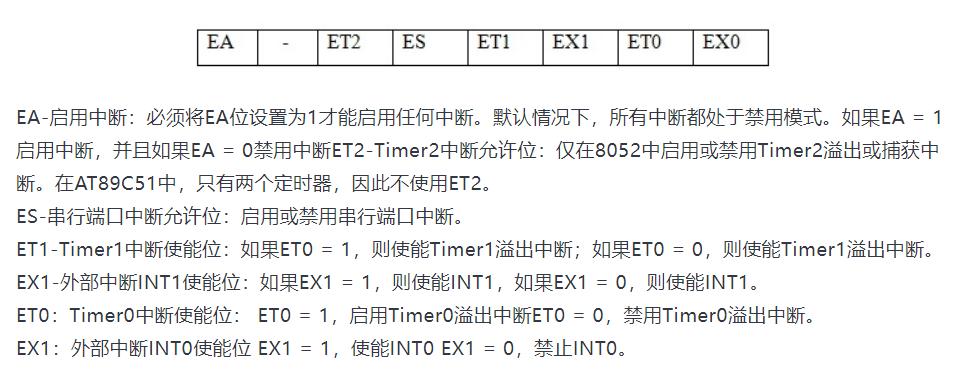 EA - ET2 ES ET1 EX1 ET0 EX0
EA-启用中断：必须将EA位设置为1才能启用任何中断。默认情况下，所有中断都处于禁用模式。如果EA = 1
启用中断，并且如果EA = 0禁用中断ET2-Timer2中断允许位：仅在8052中启用或禁用Timer2溢出或捕获中
断。在AT89C51中，只有两个定时器，因此不使用ET2。
ES-串行端口中断允许位：启用或禁用串行端口中断。
ET1-Timer1中断使能位：如果ET0 = 1，则使能Timer1溢出中断；如果ET0 = 0，则使能Timer1溢出中断。
EX1-外部中断INT1使能位：如果EX1 = 1，则使能INT1，如果EX1 = 0，则使能INT1。
ET0：Timer0中断使能位： ET0 = 1，启用Timer0溢出中断ET0 = 0，禁用Timer0溢出中断。
EX1：外部中断INT0使能位 EX1 = 1，使能INT0 EX1 = 0，禁止INT0。